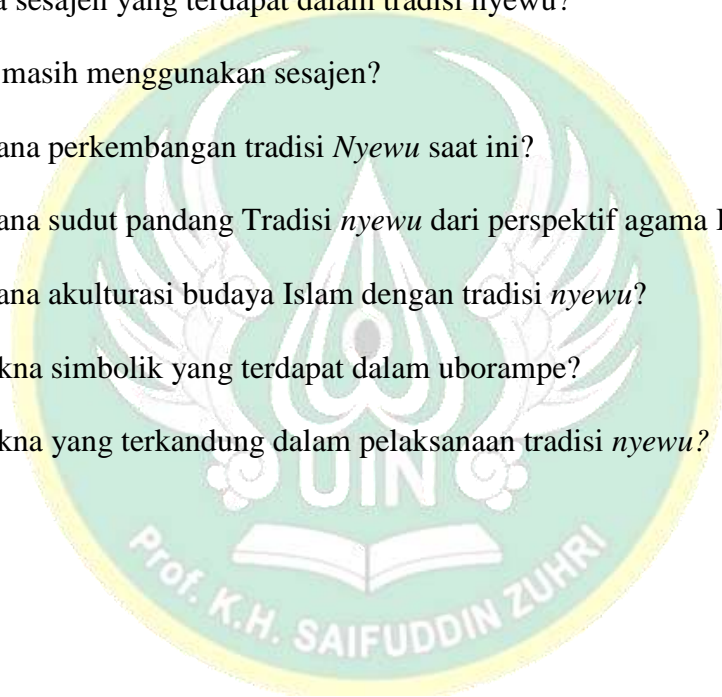 sesajen yang terdapat dalam tradisi nyewu?
masih menggunakan sesajen?
ana perkembangan tradisi Nyewu saat ini?
ana sudut pandang Tradisi nyewu dari perspektif agama
ana akulturasi budaya Islam dengan tradisi nyewu?
kna simbolik yang terdapat dalam uborampe?
kna yang terkandung dalam pelaksanaan tradisi nyewu?
UIN
Prof. K.H. SAIFUDDIN ZUHRI